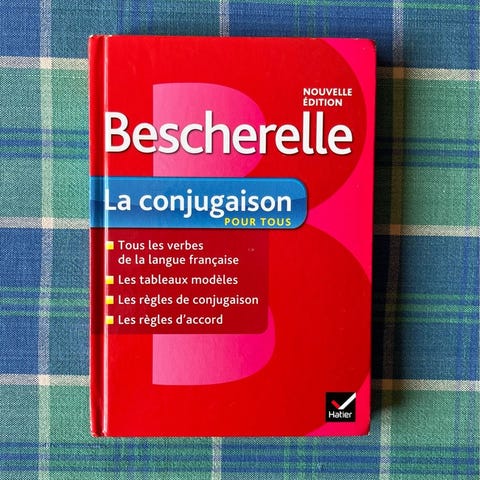 NOUVELLE
ÉDITION
Bescherelle
La conjugaison
POUR TOUS
Tous les verbes
de la langue française
Les tableaux modèles
Les règles de conjugaison
Les règles d'accord
Hatier